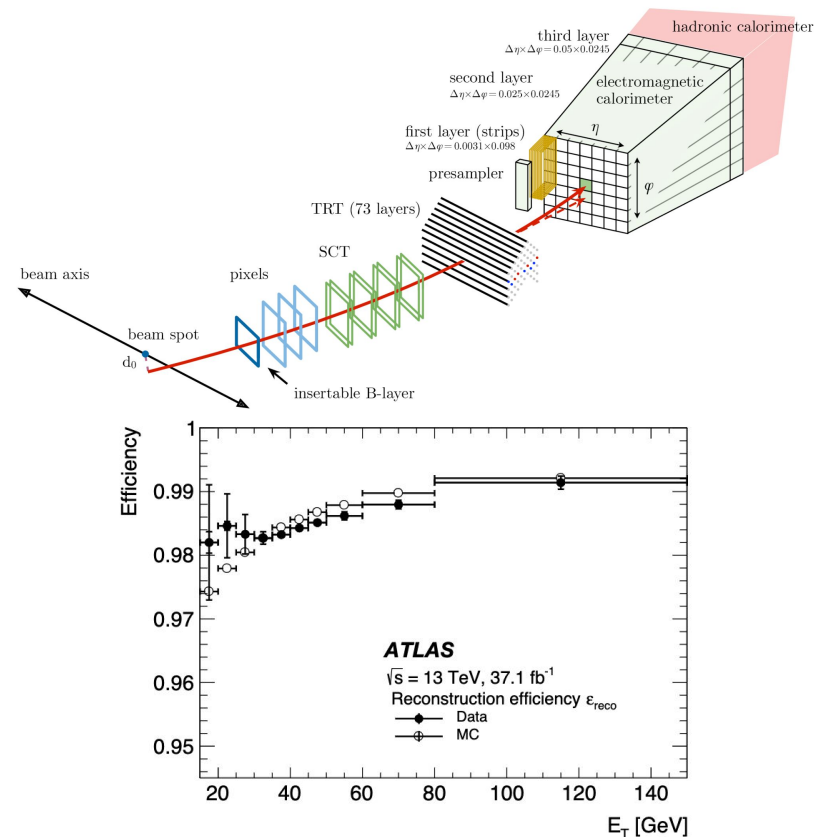 hadronic calorimeter
third layer
Δη×Δφ=0.05×0.0245
second layer
Δη×Δφ=0.025×0.0245
electromagnetic
calorimeter
first layer (strips)
Δη×Δφ=0.0031×0.098
η
presampler
φ
TRT (73 layers)
SCT
beam axis
pixels
beam spot
d₀
insertable B-layer
Efficiency
1
0.99
0.98
0.97
0.96
0.95
ATLAS
√s = 13 TeV, 37.1 fb⁻¹
Reconstruction efficiency ε_reco
Data
MC
20 40 60 80 100 120 140
E_T [GeV]